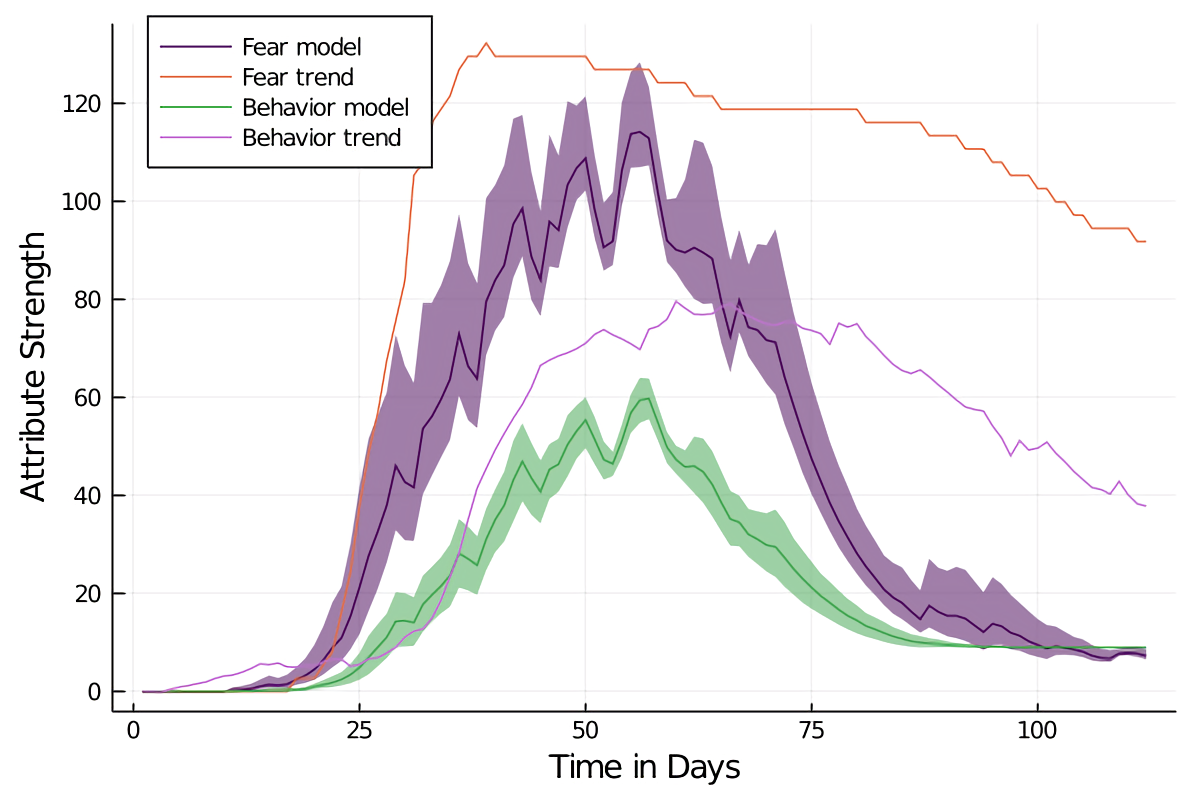 Fear model
Fear trend
Behavior model
Behavior trend
120
100
80
60
40
20
0
Attribute Strength
0 25 50 75 100
Time in Days